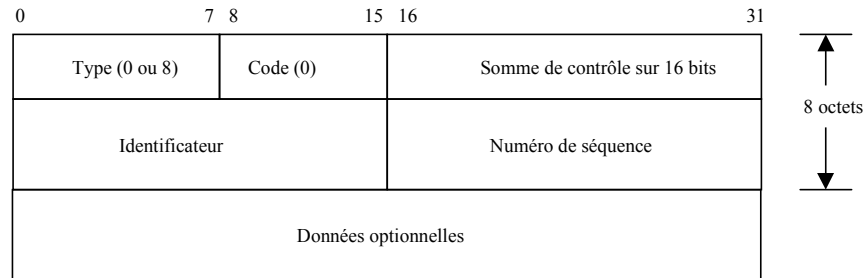 0 7 8 15 16 31
Type (0 ou 8) Code (0) Somme de contrôle sur 16 bits
8 octets
Identificateur Numéro de séquence
Données optionnelles